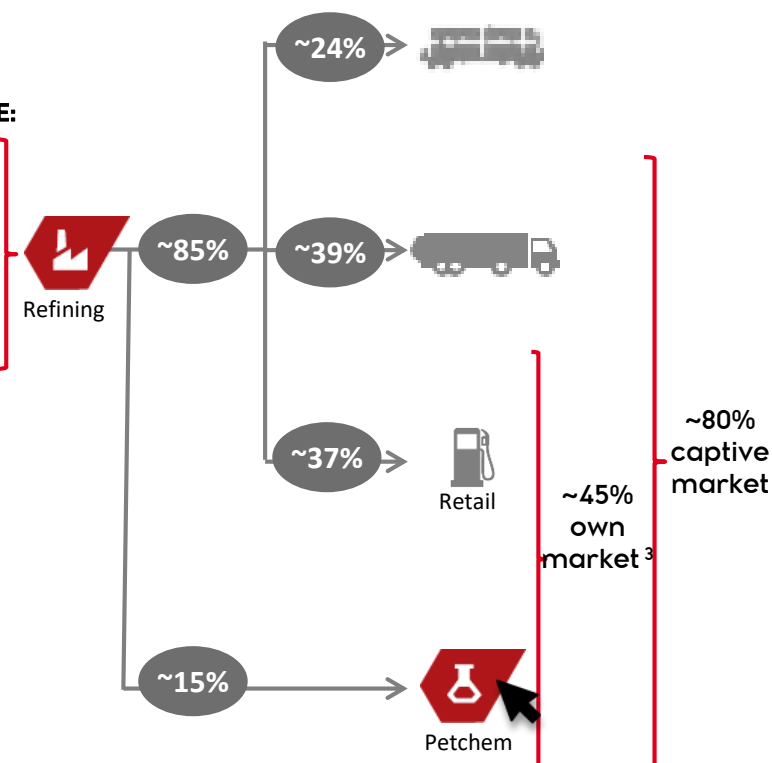 ~24%
E:
~85%
~39%
Refining
~37%
Retail
~80%
captive
market
~45%
own
market 3
~15%
Petchem